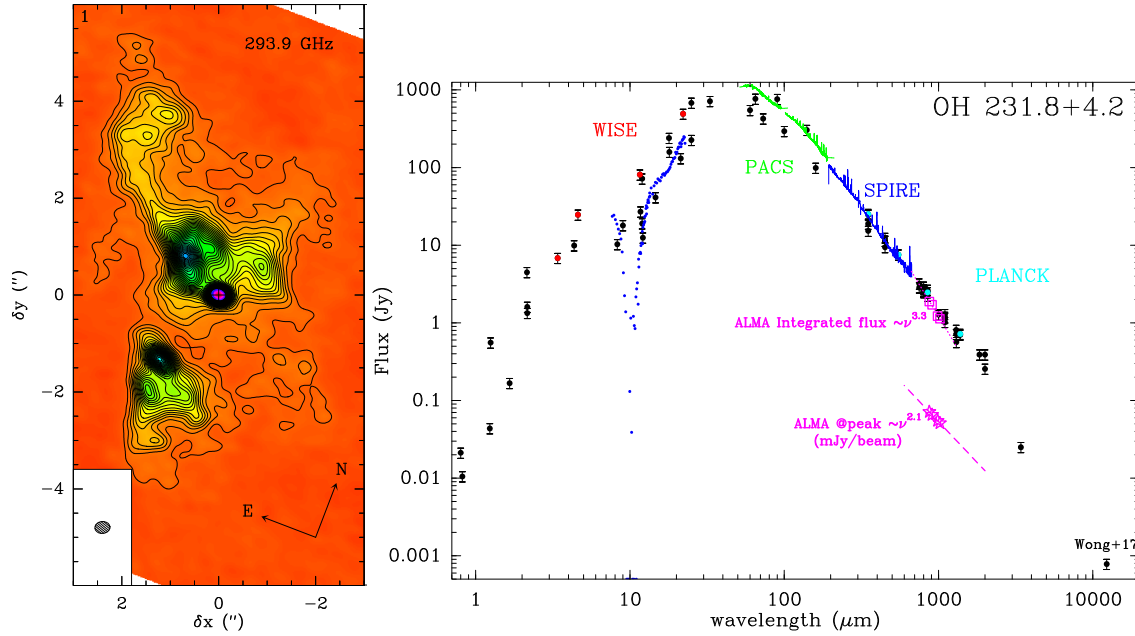 1
293.9 GHz
4
2
0
−2
−4
δy (")
N
E
2
0
−2
δx (")
OH 231.8+4.2
1000
100
10
1
0.1
0.01
0.001
Flux (Jy)
WISE
PACS
SPIRE
PLANCK
ALMA Integrated flux ~ν^3.3
ALMA @peak ~ν^2.1
(mJy/beam)
Wong+17
1
10
100
1000
10000
wavelength (μm)